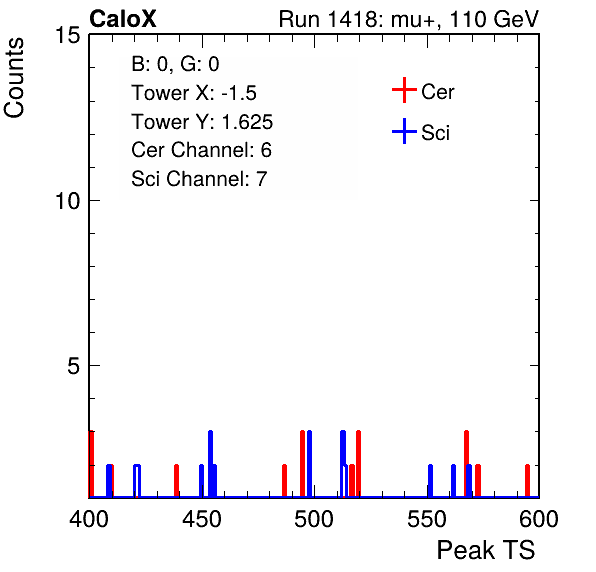 CaloX Run 1418: mu+, 110 GeV
Counts
15
10
5
B: 0, G: 0
Tower X: -1.5
Tower Y: 1.625
Cer Channel: 6
Sci Channel: 7
Cer
Sci
400 450 500 550 600
Peak TS